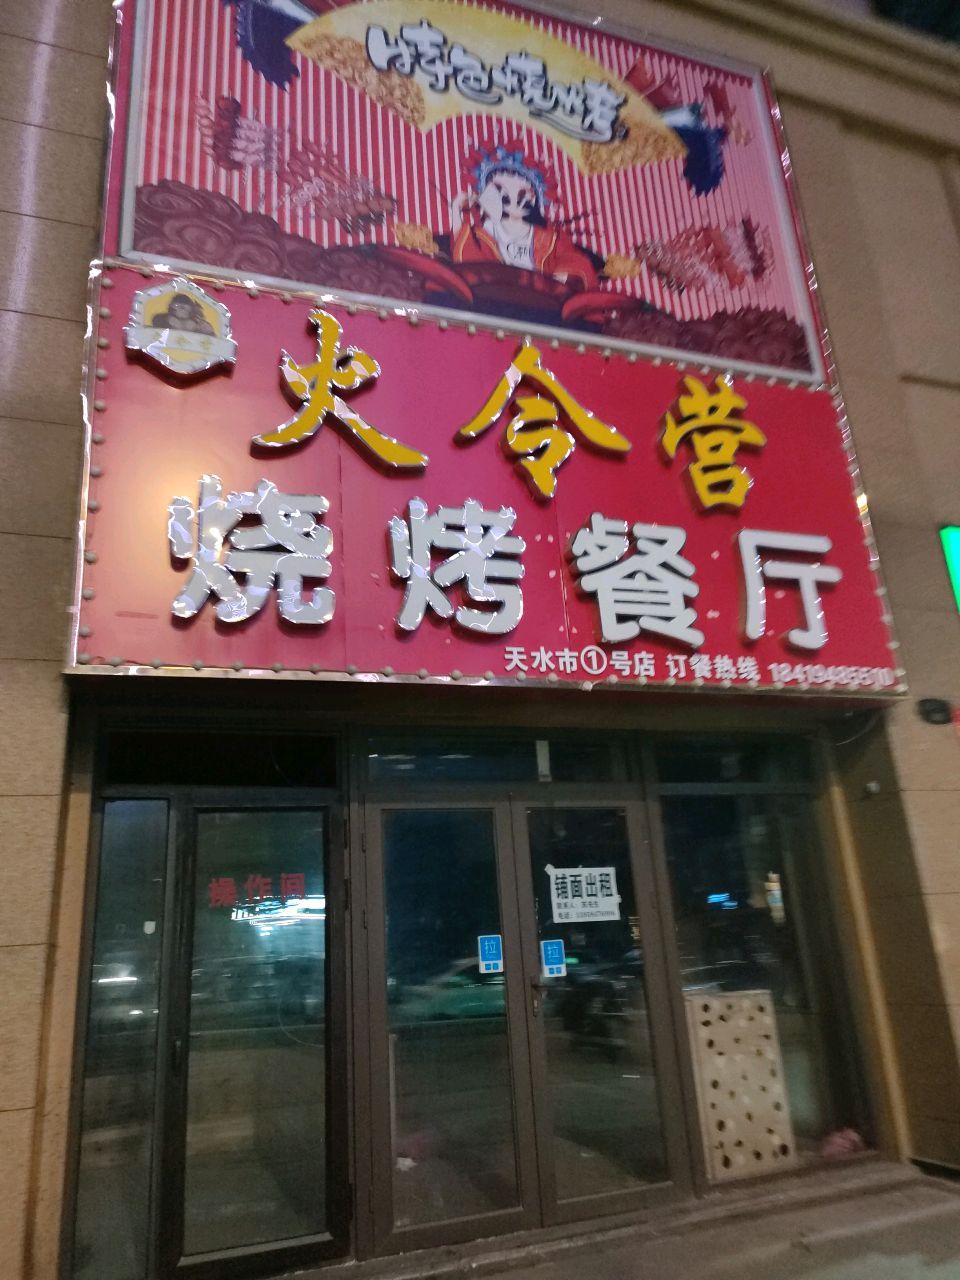 特色烧烤
火令营
烧烤餐厅
天水市①号店 订餐热线 18419485570
操作间
铺面出租
拉
拉